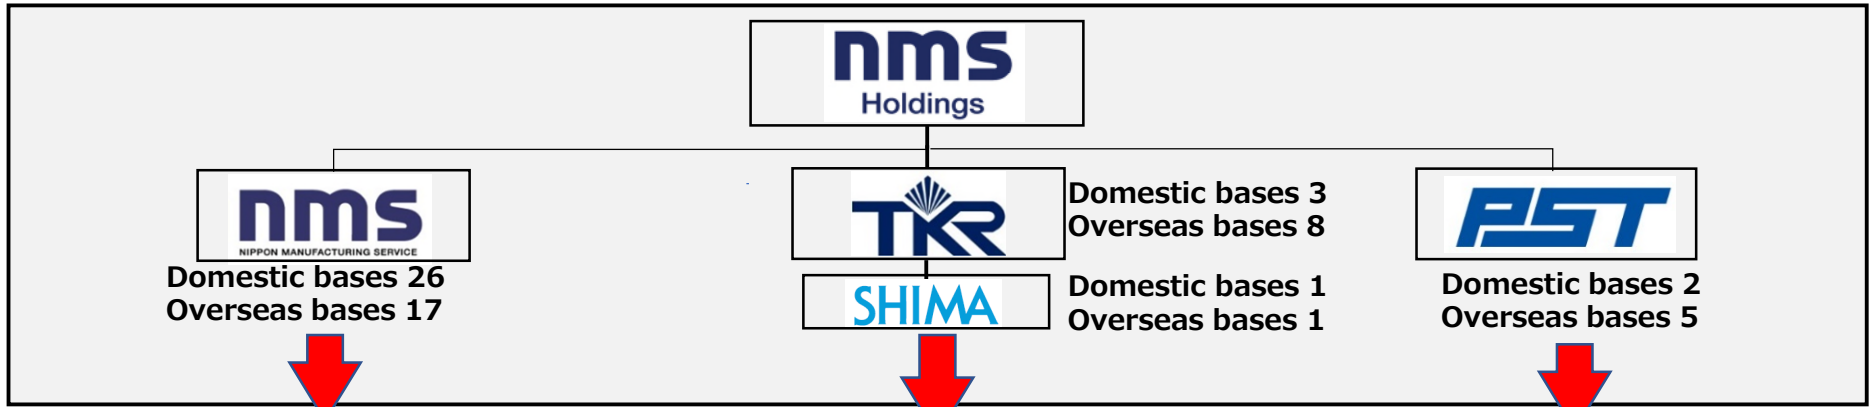 nms
Holdings
nms
NIPPON MANUFACTURING SERVICE
Domestic bases 26
Overseas bases 17
TKR
Domestic bases 3
Overseas bases 8
SHIMA
Domestic bases 1
Overseas bases 1
PST
Domestic bases 2
Overseas bases 5